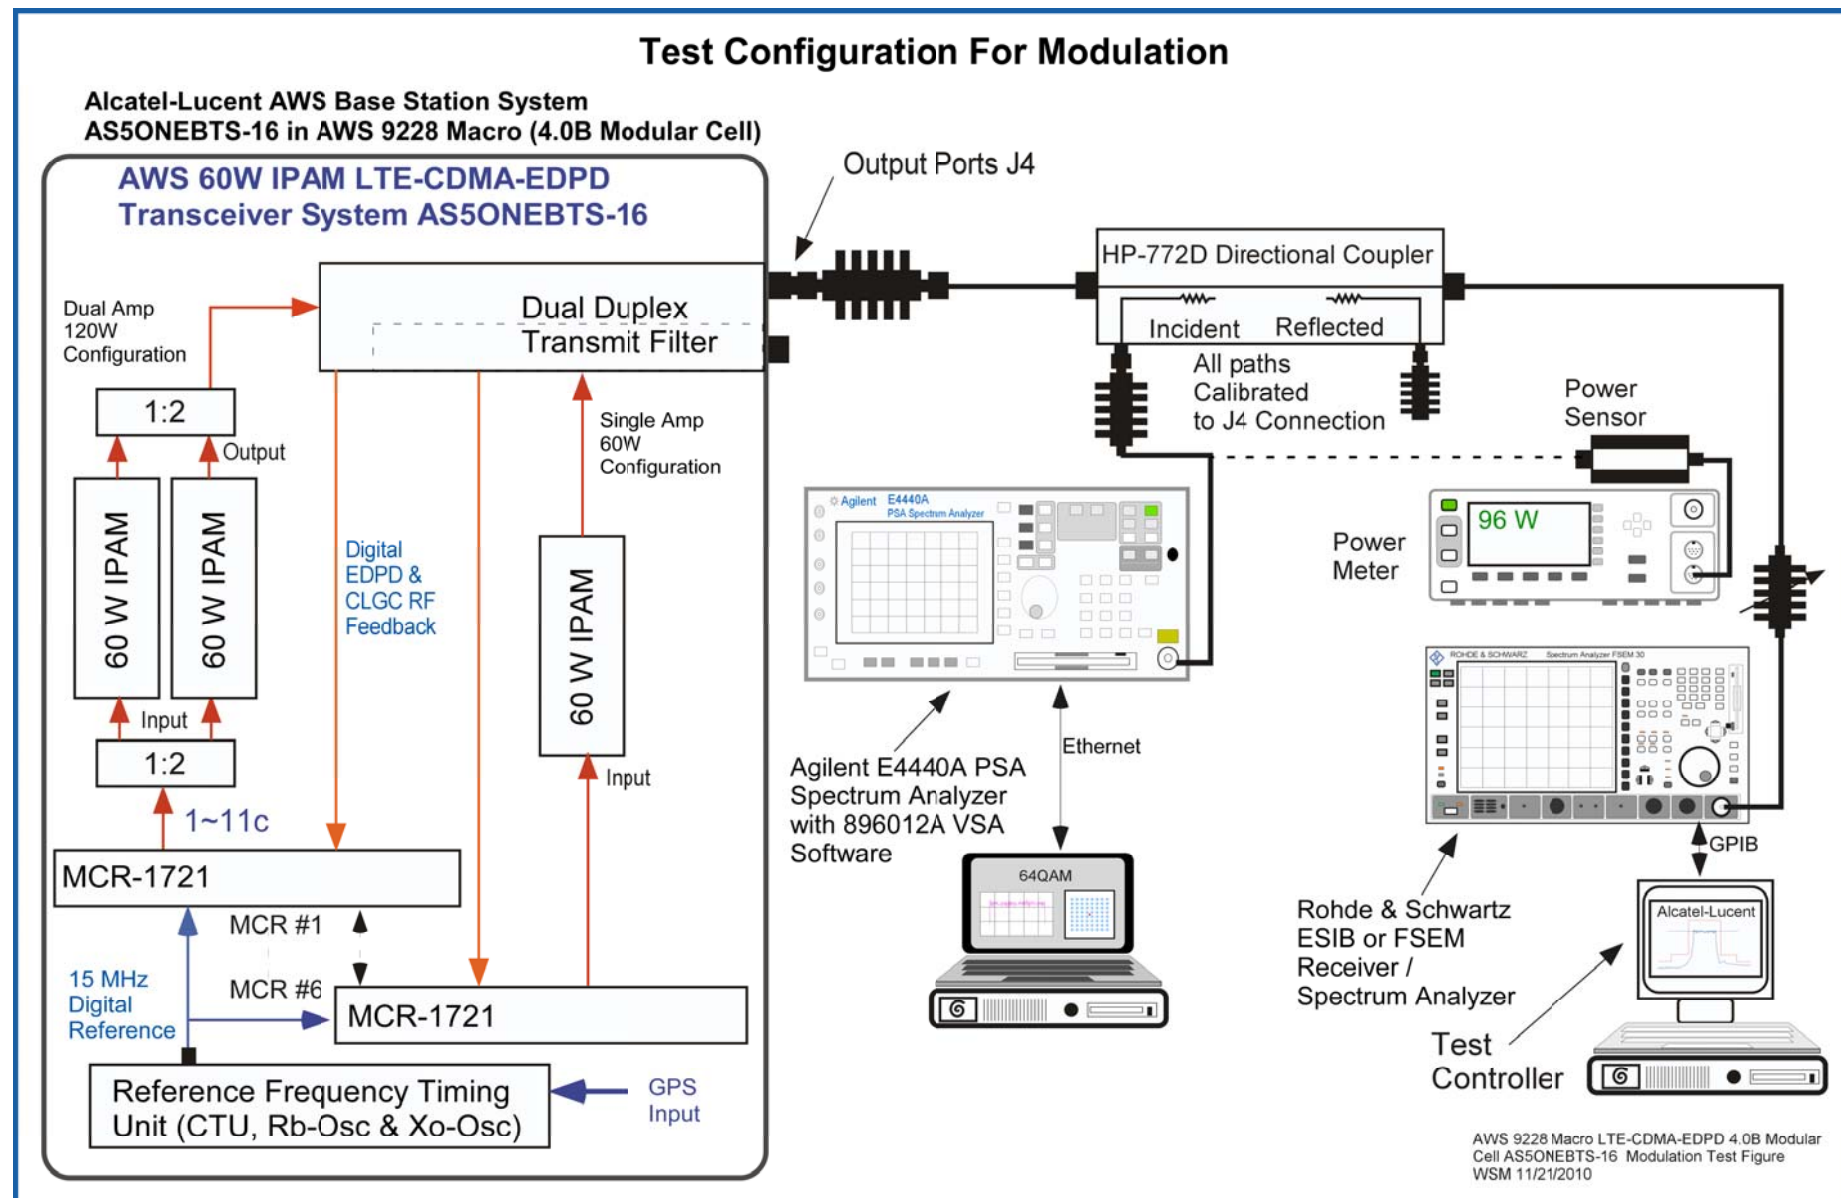 Test Configuration For Modulation
Alcatel-Lucent AWS Base Station System
AS5ONEBTS-16 in AWS 9228 Macro (4.0B Modular Cell)
AWS 60W IPAM LTE-CDMA-EDPD
Transceiver System AS5ONEBTS-16
Output Ports J4
Dual Amp
120W
Configuration
Dual Duplex
Transmit Filter
HP-772D Directional Coupler
Incident
Reflected
All paths
Calibrated
to J4 Connection
Power
Sensor
1:2
Output
Single Amp
60W
Configuration
60 W IPAM
60 W IPAM
60 W IPAM
Digital
EDPD &
CLGC RF
Feedback
Agilent
E4440A
PSA Spectrum Analyzer
96 W
Power
Meter
Input
1:2
Input
1~11c
Ethernet
ROHDE & SCHWARZ
Spectrum Analyzer FSEM 30
Agilent E4440A PSA
Spectrum Analyzer
with 896012A VSA
Software
GPIB
MCR-1721
MCR #1
MCR #6
MCR-1721
15 MHz
Digital
Reference
64QAM
Rohde & Schwartz
ESIB or FSEM
Receiver /
Spectrum Analyzer
Alcatel-Lucent
Test
Controller
Reference Frequency Timing
Unit (CTU, Rb-Osc & Xo-Osc)
GPS
Input
AWS 9228 Macro LTE-CDMA-EDPD 4.0B Modular
Cell AS5ONEBTS-16 Modulation Test Figure
WSM 11/21/2010